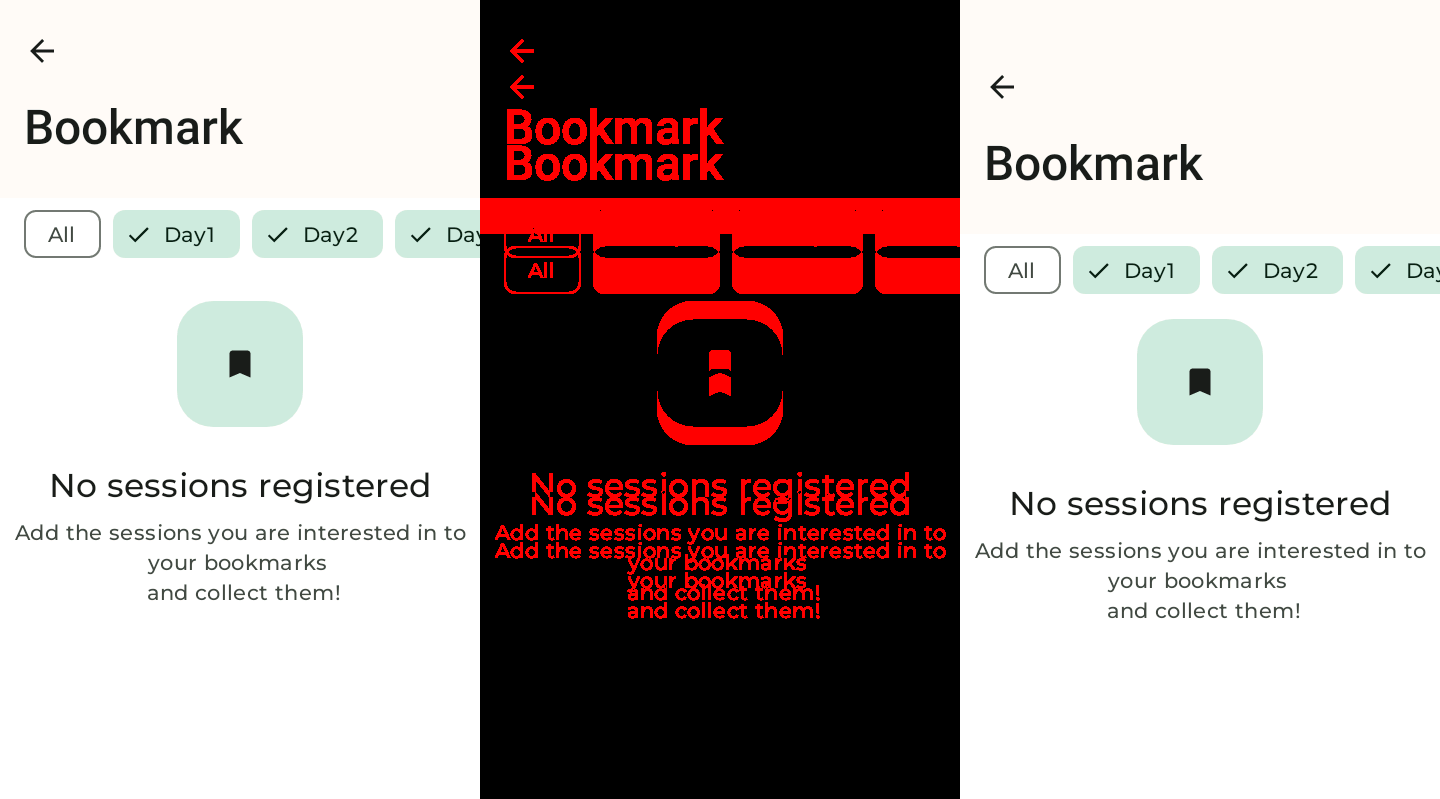 Bookmark
All Day1 Day2 Day
No sessions registered
Add the sessions you are interested in to
your bookmarks
and collect them!
Bookmark
Bookmark
All
All
No sessions registered
No sessions registered
Add the sessions you are interested in to
Add the sessions you are interested in to
your bookmarks
your bookmarks
and collect them!
and collect them!
Bookmark
All Day1 Day2 Day
No sessions registered
Add the sessions you are interested in to
your bookmarks
and collect them!